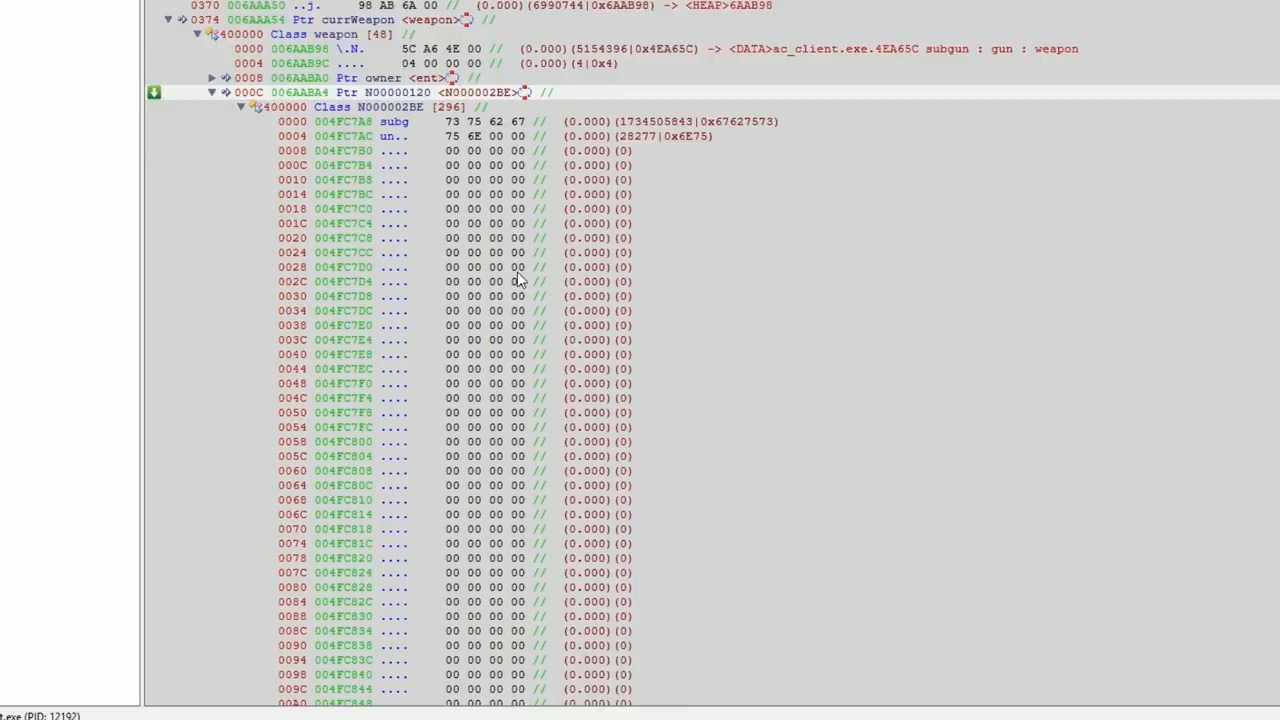 0370 006AAA50 ..j. 98 AB 6A 00 // (0.000)(6990744|0x6AAB98) -> <HEAP>6AAB98
0374 006AAA54 Ptr currWeapon <weapon> //
400000 Class weapon [48] //
0000 006AAB98 \.N. 5C A6 4E 00 // (0.000)(5154396|0x4EA65C) -> <DATA>ac_client.exe.4EA65C subgun : gun : weapon
0004 006AAB9C .... 04 00 00 00 // (0.000)(4|0x4)
0008 006AABA0 Ptr owner <ent> //
000C 006AABA4 Ptr N00000120 <N000002BE> //
400000 Class N000002BE [296] //
0000 004FC7A8 subg 73 75 62 67 // (0.000)(1734505843|0x67627573)
0004 004FC7AC un.. 75 6E 00 00 // (0.000)(28277|0x6E75)
0008 004FC7B0 .... 00 00 00 00 // (0.000)(0)
000C 004FC7B4 .... 00 00 00 00 // (0.000)(0)
0010 004FC7B8 .... 00 00 00 00 // (0.000)(0)
0014 004FC7BC .... 00 00 00 00 // (0.000)(0)
0018 004FC7C0 .... 00 00 00 00 // (0.000)(0)
001C 004FC7C4 .... 00 00 00 00 // (0.000)(0)
0020 004FC7C8 .... 00 00 00 00 // (0.000)(0)
0024 004FC7CC .... 00 00 00 00 // (0.000)(0)
0028 004FC7D0 .... 00 00 00 00 // (0.000)(0)
002C 004FC7D4 .... 00 00 00 00 // (0.000)(0)
0030 004FC7D8 .... 00 00 00 00 // (0.000)(0)
0034 004FC7DC .... 00 00 00 00 // (0.000)(0)
0038 004FC7E0 .... 00 00 00 00 // (0.000)(0)
003C 004FC7E4 .... 00 00 00 00 // (0.000)(0)
0040 004FC7E8 .... 00 00 00 00 // (0.000)(0)
0044 004FC7EC .... 00 00 00 00 // (0.000)(0)
0048 004FC7F0 .... 00 00 00 00 // (0.000)(0)
004C 004FC7F4 .... 00 00 00 00 // (0.000)(0)
0050 004FC7F8 .... 00 00 00 00 // (0.000)(0)
0054 004FC7FC .... 00 00 00 00 // (0.000)(0)
0058 004FC800 .... 00 00 00 00 // (0.000)(0)
005C 004FC804 .... 00 00 00 00 // (0.000)(0)
0060 004FC808 .... 00 00 00 00 // (0.000)(0)
0064 004FC80C .... 00 00 00 00 // (0.000)(0)
0068 004FC810 .... 00 00 00 00 // (0.000)(0)
006C 004FC814 .... 00 00 00 00 // (0.000)(0)
0070 004FC818 .... 00 00 00 00 // (0.000)(0)
0074 004FC81C .... 00 00 00 00 // (0.000)(0)
0078 004FC820 .... 00 00 00 00 // (0.000)(0)
007C 004FC824 .... 00 00 00 00 // (0.000)(0)
0080 004FC828 .... 00 00 00 00 // (0.000)(0)
0084 004FC82C .... 00 00 00 00 // (0.000)(0)
0088 004FC830 .... 00 00 00 00 // (0.000)(0)
008C 004FC834 .... 00 00 00 00 // (0.000)(0)
0090 004FC838 .... 00 00 00 00 // (0.000)(0)
0094 004FC83C .... 00 00 00 00 // (0.000)(0)
0098 004FC840 .... 00 00 00 00 // (0.000)(0)
009C 004FC844 .... 00 00 00 00 // (0.000)(0)
00A0 004FC848 .... 00 00 00 00 // (0.000)(0)
t.exe (PID: 12192)